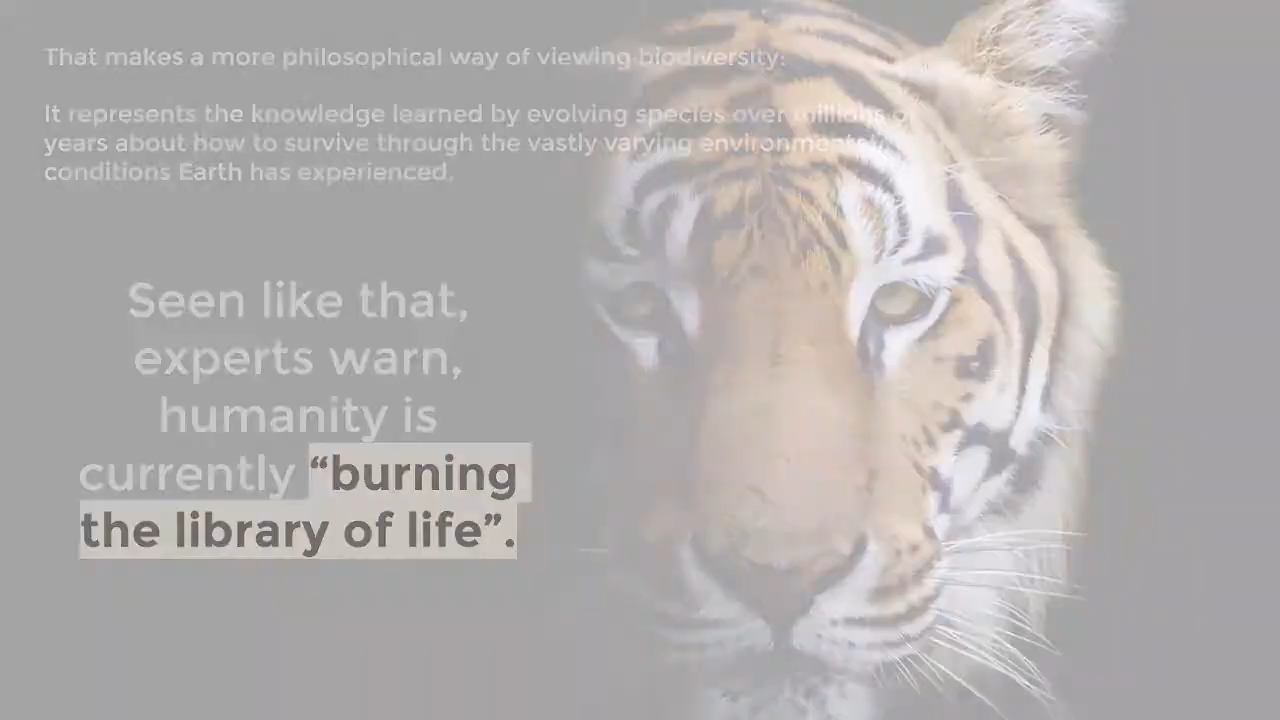 That makes a more philosophical way of viewing biodiversity:
It represents the knowledge learned by evolving species over millions of
years about how to survive through the vastly varying environmental
conditions Earth has experienced.
Seen like that,
experts warn,
humanity is
currently “burning
the library of life”.